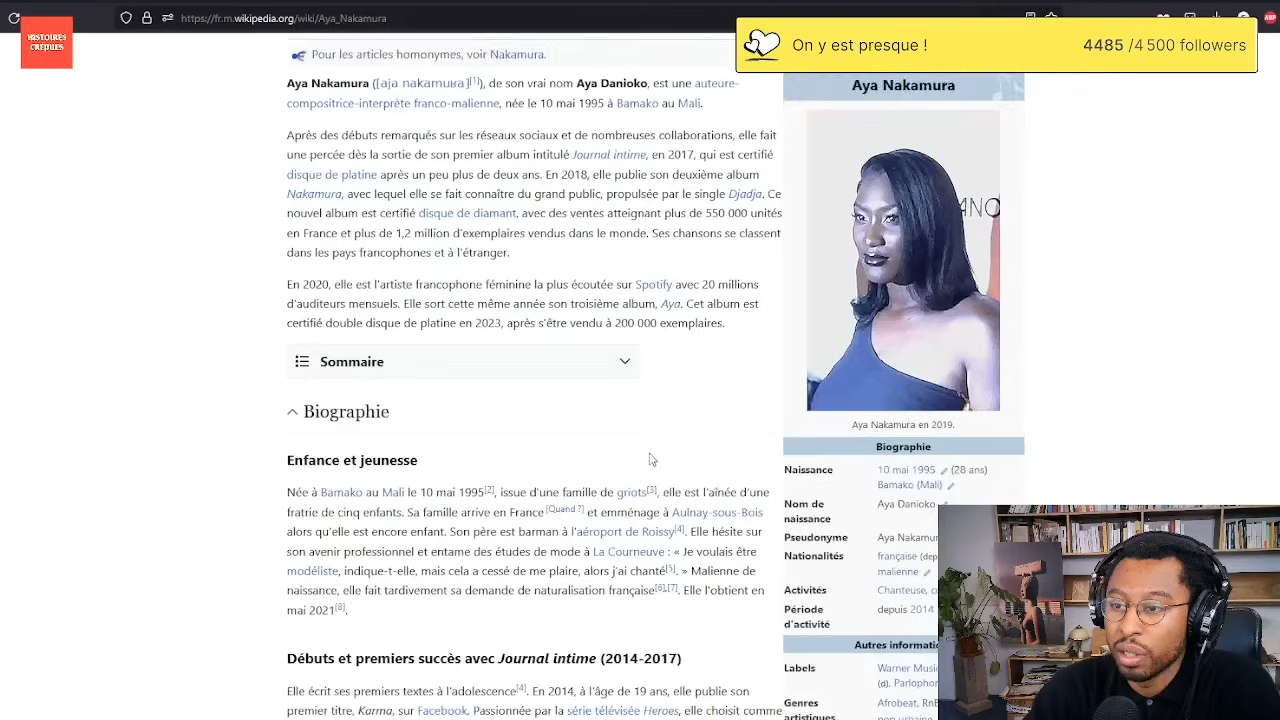 https://fr.m.wikipedia.org/wiki/Aya_Nakamura
ABP
HISTOIRES
CRÉPUES
On y est presque !
4485 /4 500 followers
Pour les articles homonymes, voir Nakamura.
Aya Nakamura ([aja nakamuʁa][1]), de son vrai nom Aya Danioko, est une auteure-
compositrice-interprète franco-malienne, née le 10 mai 1995 à Bamako au Mali.
Après des débuts remarqués sur les réseaux sociaux et de nombreuses collaborations, elle fait
une percée dès la sortie de son premier album intitulé Journal intime, en 2017, qui est certifié
disque de platine après un peu plus de deux ans. En 2018, elle publie son deuxième album
Nakamura, avec lequel elle se fait connaître du grand public, propulsée par le single Djadja. Ce
nouvel album est certifié disque de diamant, avec des ventes atteignant plus de 550 000 unités
en France et plus de 1,2 million d'exemplaires vendus dans le monde. Ses chansons se classent
dans les pays francophones et à l'étranger.
En 2020, elle est l'artiste francophone féminine la plus écoutée sur Spotify avec 20 millions
d'auditeurs mensuels. Elle sort cette même année son troisième album, Aya. Cet album est
certifié double disque de platine en 2023, après s'être vendu à 200 000 exemplaires.
Sommaire
Biographie
Enfance et jeunesse
Née à Bamako au Mali le 10 mai 1995[2], issue d'une famille de griots[3], elle est l'aînée d'une
fratrie de cinq enfants. Sa famille arrive en France [Quand ?] et emménage à Aulnay-sous-Bois
alors qu'elle est encore enfant. Son père est barman à l'aéroport de Roissy[4]. Elle hésite sur
son avenir professionnel et entame des études de mode à La Courneuve : « Je voulais être
modéliste, indique-t-elle, mais cela a cessé de me plaire, alors j'ai chanté[5]. » Malienne de
naissance, elle fait tardivement sa demande de naturalisation française[6],[7]. Elle l'obtient en
mai 2021[8].
Débuts et premiers succès avec Journal intime (2014-2017)
Elle écrit ses premiers textes à l'adolescence[4]. En 2014, à l'âge de 19 ans, elle publie son
premier titre, Karma, sur Facebook. Passionnée par la série télévisée Heroes, elle choisit comme
Aya Nakamura
ANO
Aya Nakamura en 2019.
Biographie
Naissance
10 mai 1995 (28 ans)
Bamako (Mali)
Nom de
naissance
Aya Danioko
Pseudonyme
Aya Nakamur
Nationalités
française (dep
malienne
Activités
Chanteuse, c
Période
d'activité
depuis 2014
Autres informatio
Labels
Warner Music
(d), Parlophon
Genres
artistiques
Afrobeat, RnB
pop urbaine